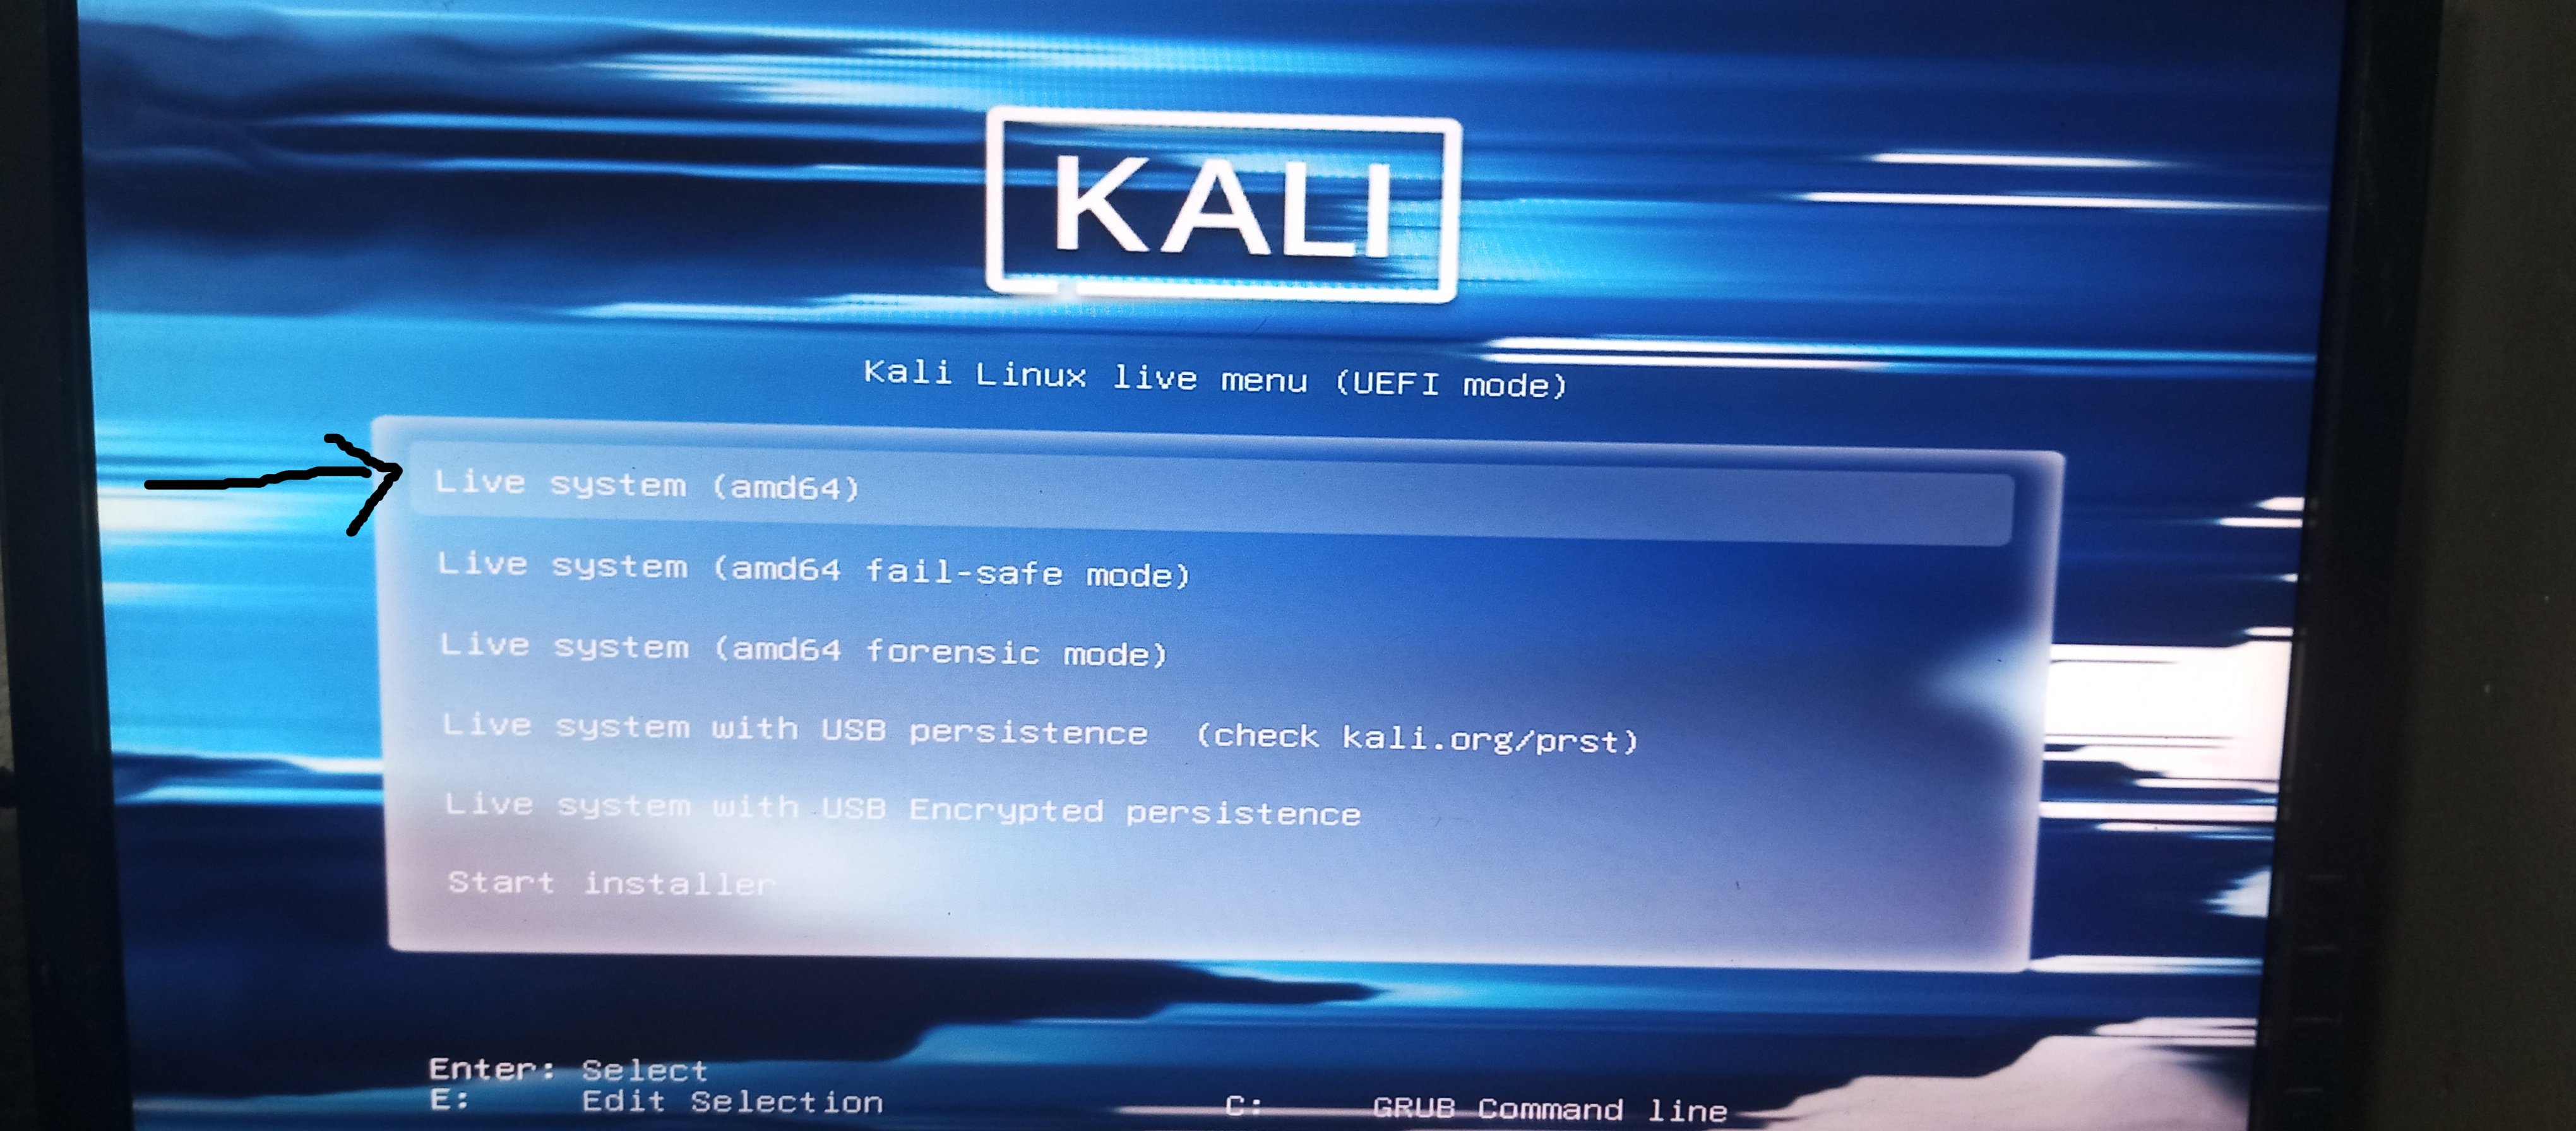 KALI
Kali Linux live menu (UEFI mode)
Live system (amd64)
Live system (amd64 fail-safe mode)
Live system (amd64 forensic mode)
Live system with USB persistence  (check kali.org/prst)
Live system with USB Encrypted persistence
Start installer
Enter: Select
E: Edit Selection C: GRUB Command line